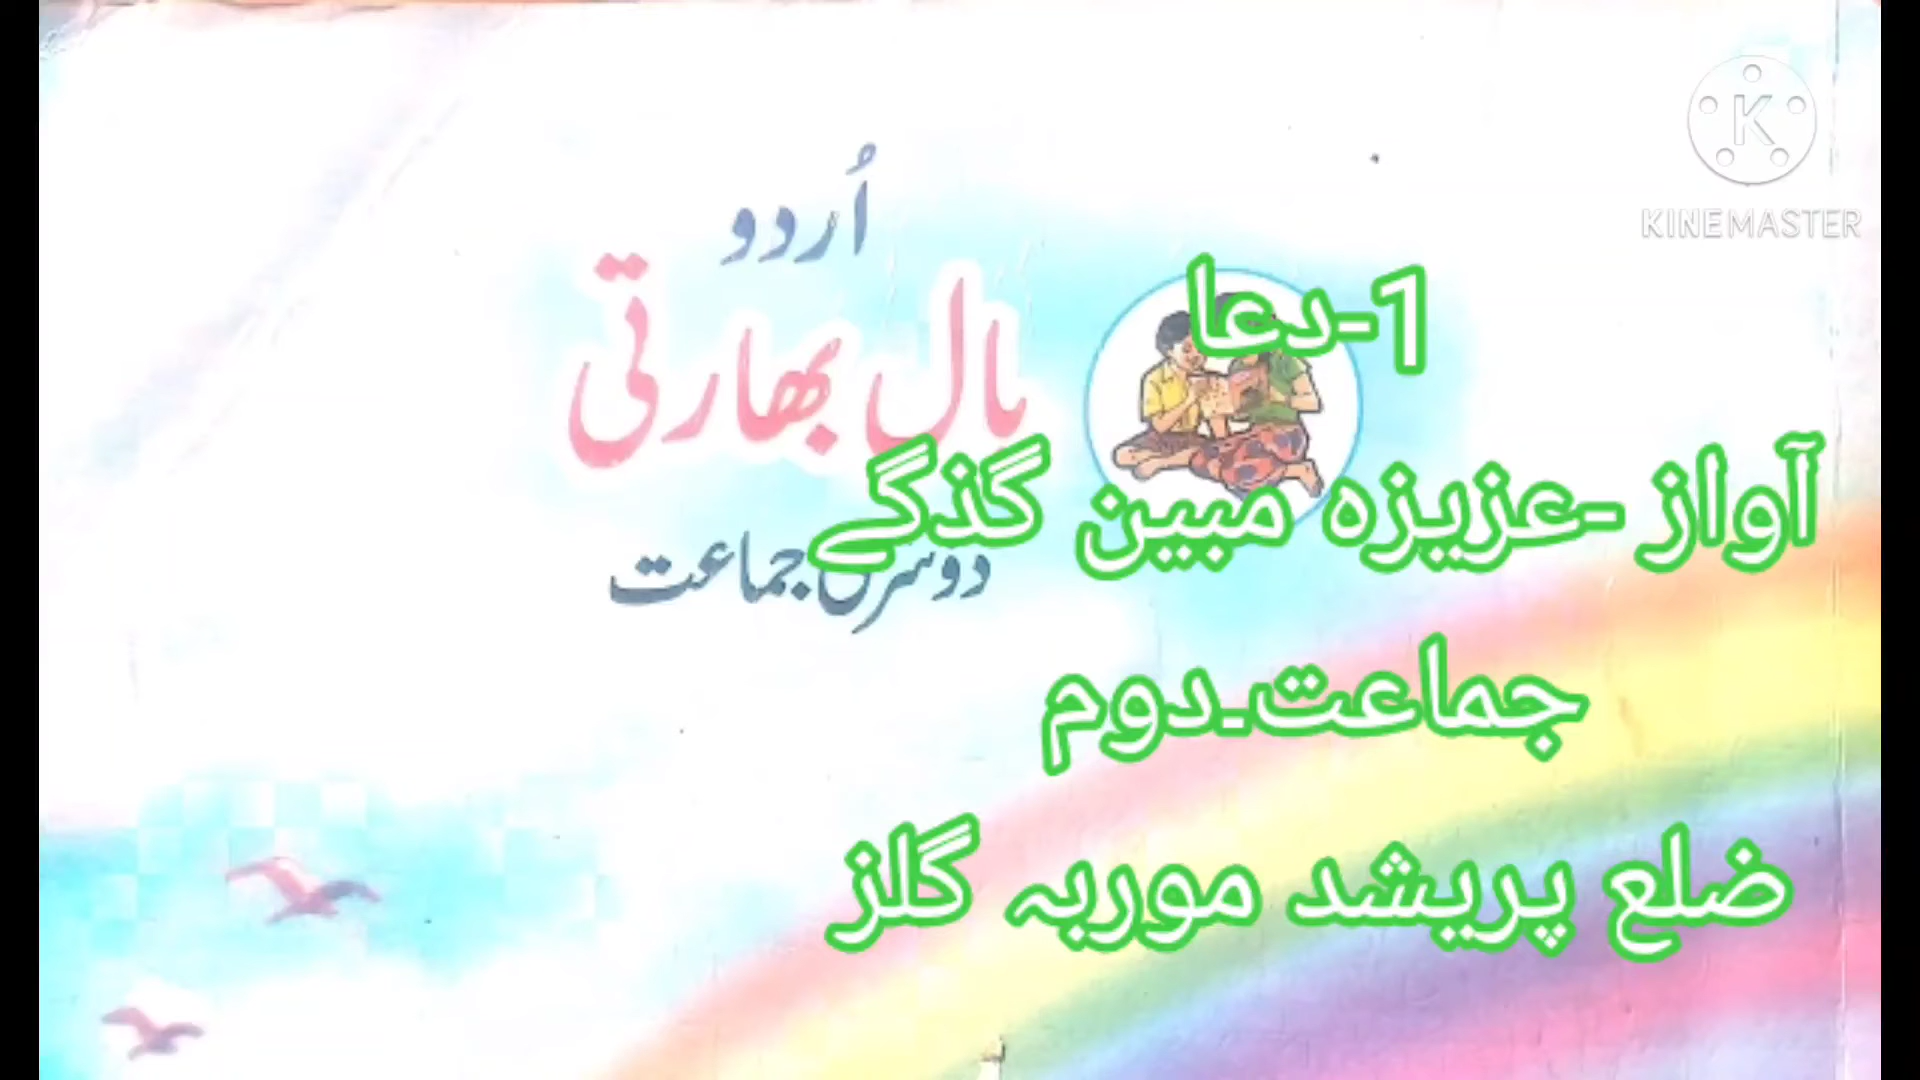 KINEMASTER
اُردو
بال بھارتی
دوسری جماعت
1-دعا
آواز -عزیزہ مبین گذگے
جماعت۔دوم
ضلع پریشد موربہ گلز